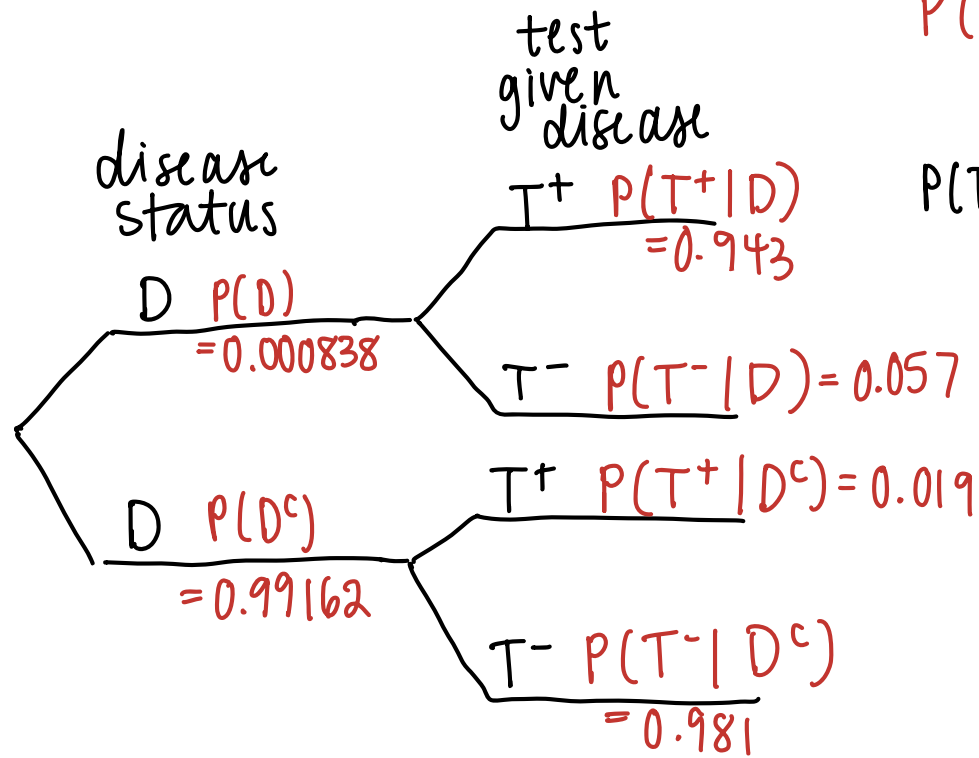 P(
test
given
disease
disease
status
T+ P(T+|D)
=0.943
P(T
D P(D)
=0.000838
T- P(T-|D)=0.057
T+ P(T+|Dᶜ)=0.019
D P(Dᶜ)
=0.99162
T- P(T-|Dᶜ)
=0.981